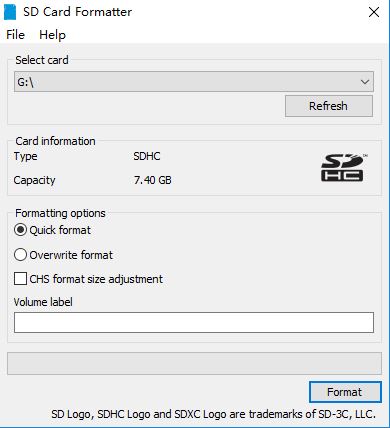 SD Card Formatter
File Help
Select card
G:\
Refresh
Card information
Type SDHC
Capacity 7.40 GB
SD
HC
Formatting options
Quick format
Overwrite format
CHS format size adjustment
Volume label
Format
SD Logo, SDHC Logo and SDXC Logo are trademarks of SD-3C, LLC.